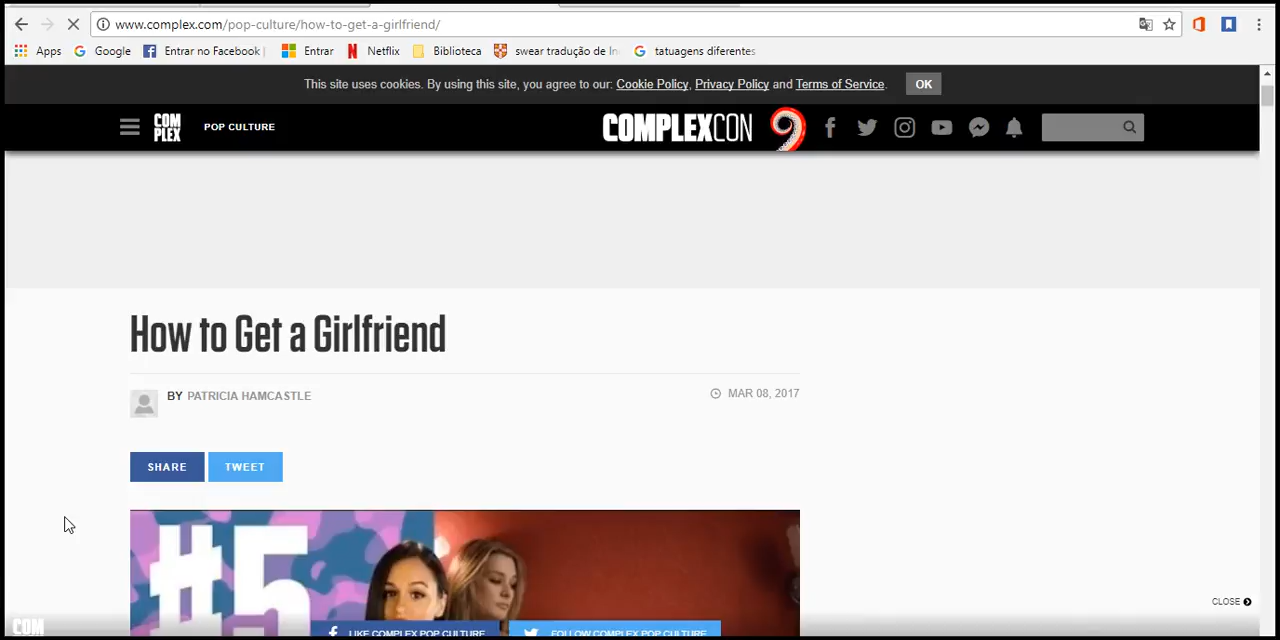 www.complex.com/pop-culture/how-to-get-a-girlfriend/
Apps Google Entrar no Facebook Entrar Netflix Biblioteca swear tradução de In tatuagens diferentes
This site uses cookies. By using this site, you agree to our: Cookie Policy, Privacy Policy and Terms of Service. OK
COM
PLEX
POP CULTURE
COMPLEXCON
How to Get a Girlfriend
BY PATRICIA HAMCASTLE
MAR 08, 2017
SHARE TWEET
#5
CLOSE
COM
LIKE COMPLEX POP CULTURE FOLLOW COMPLEX POP CULTURE